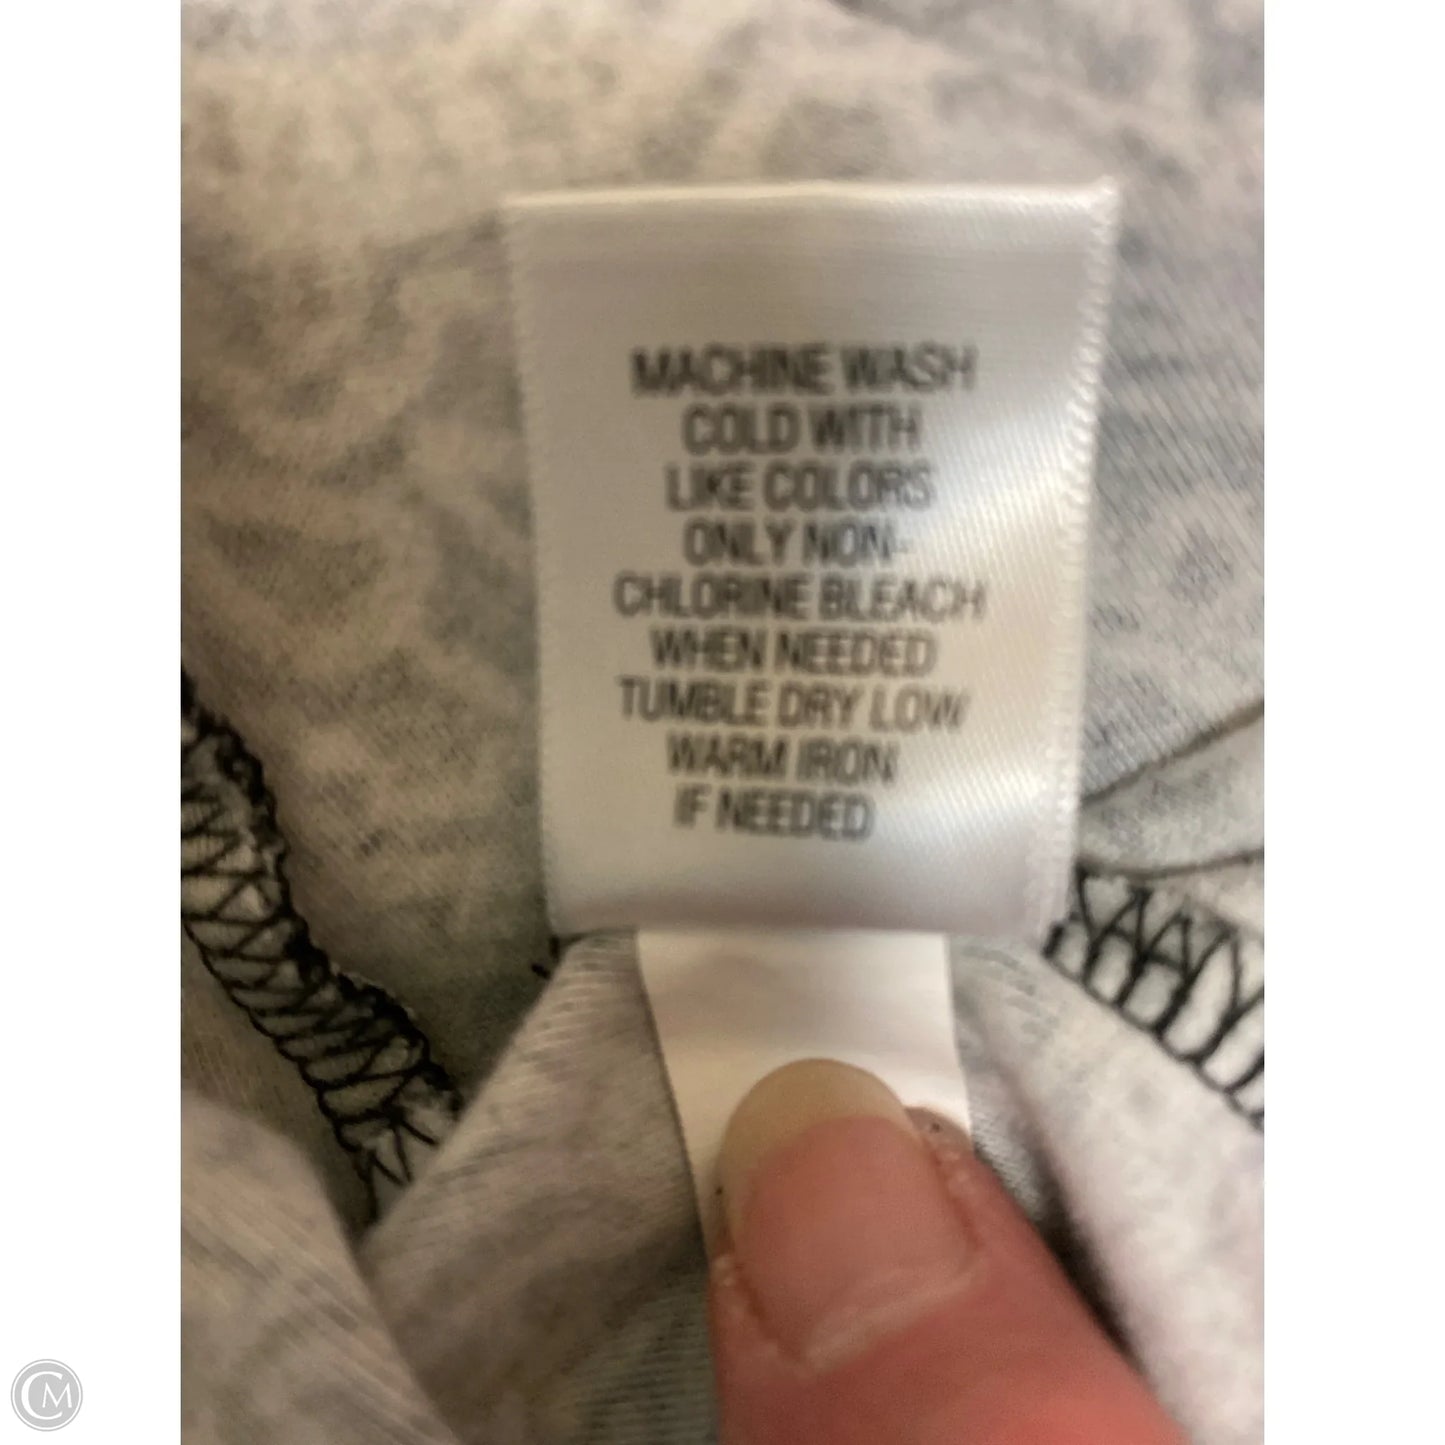 MACHINE WASH
COLD WITH
LIKE COLORS
ONLY NON-
CHLORINE BLEACH
WHEN NEEDED
TUMBLE DRY LOW
WARM IRON
IF NEEDED
CM